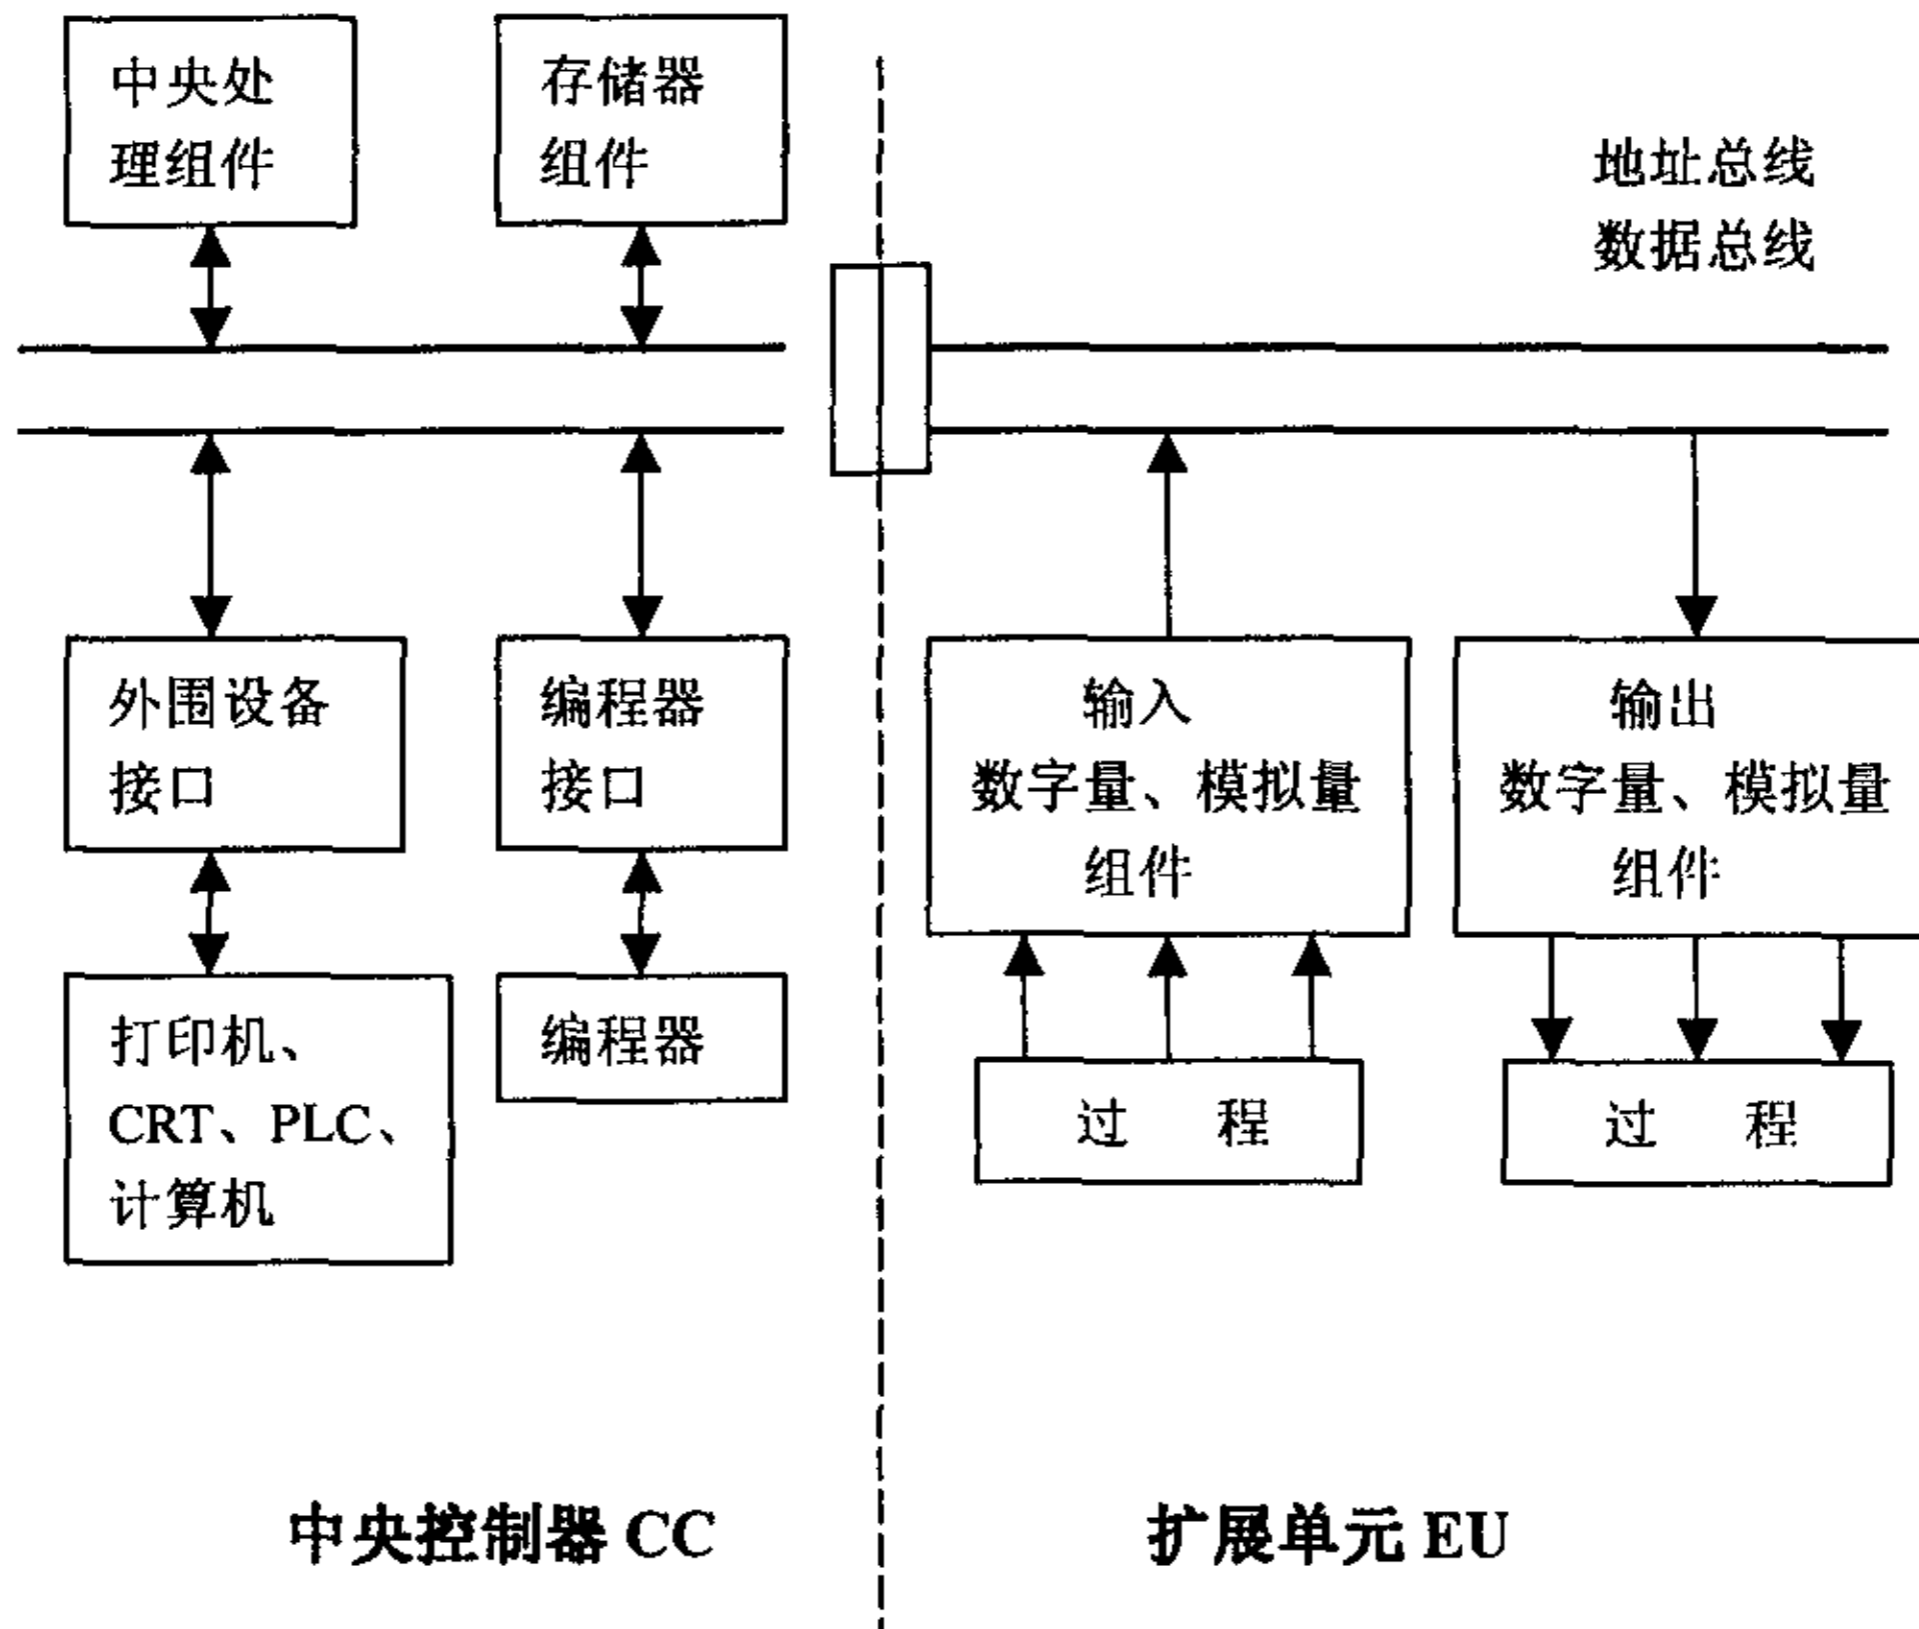 中央处
理组件
存储器
组件
地址总线
数据总线
外围设备
接口
编程器
接口
输入
数字量、模拟量
组件
输出
数字量、模拟量
组件
打印机、
CRT、PLC、
计算机
编程器
过 程
过 程
中央控制器 CC
扩展单元 EU